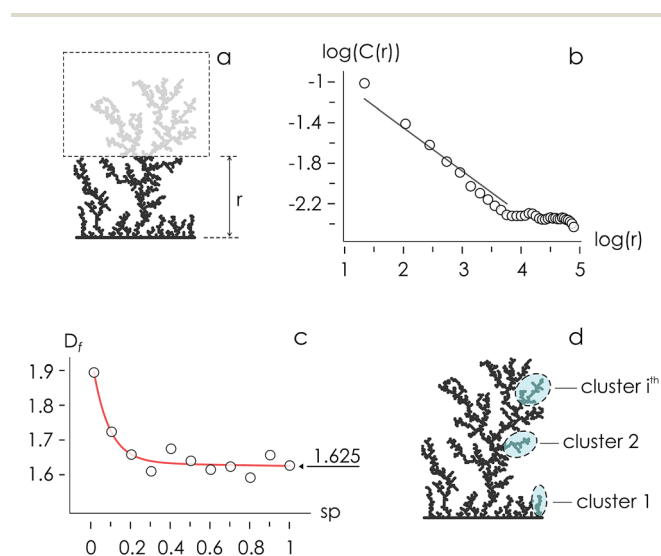 a
r
log(C(r))
b
-1
-1.4
-1.8
-2.2
log(r)
1 2 3 4 5
D_f
c
1.9
1.8
1.7
1.6
1.625
sp
0 0.2 0.4 0.6 0.8 1
d
cluster iᵗʰ
cluster 2
cluster 1